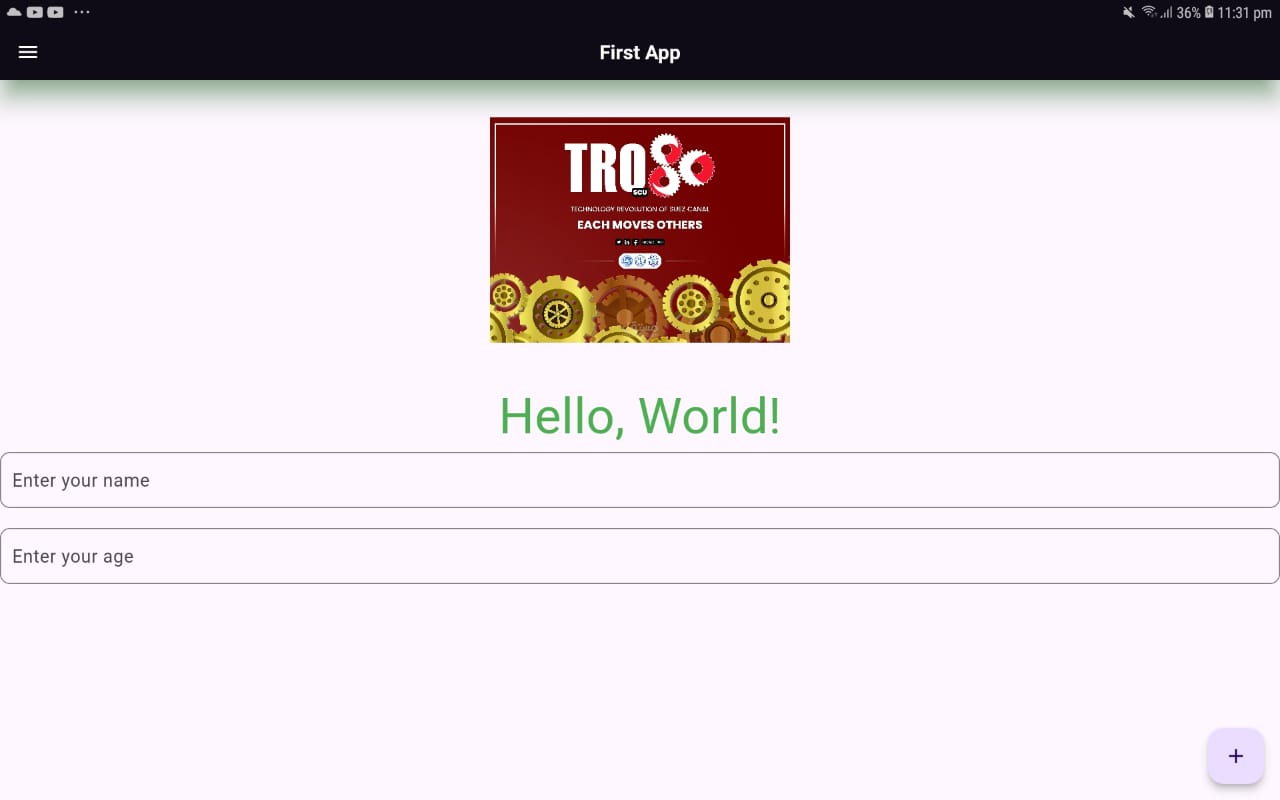 36% 11:31 pm
First App
TRO
SCU
TECHNOLOGY REVOLUTION OF SUEZ CANAL
EACH MOVES OTHERS
Hello, World!
Enter your name
Enter your age